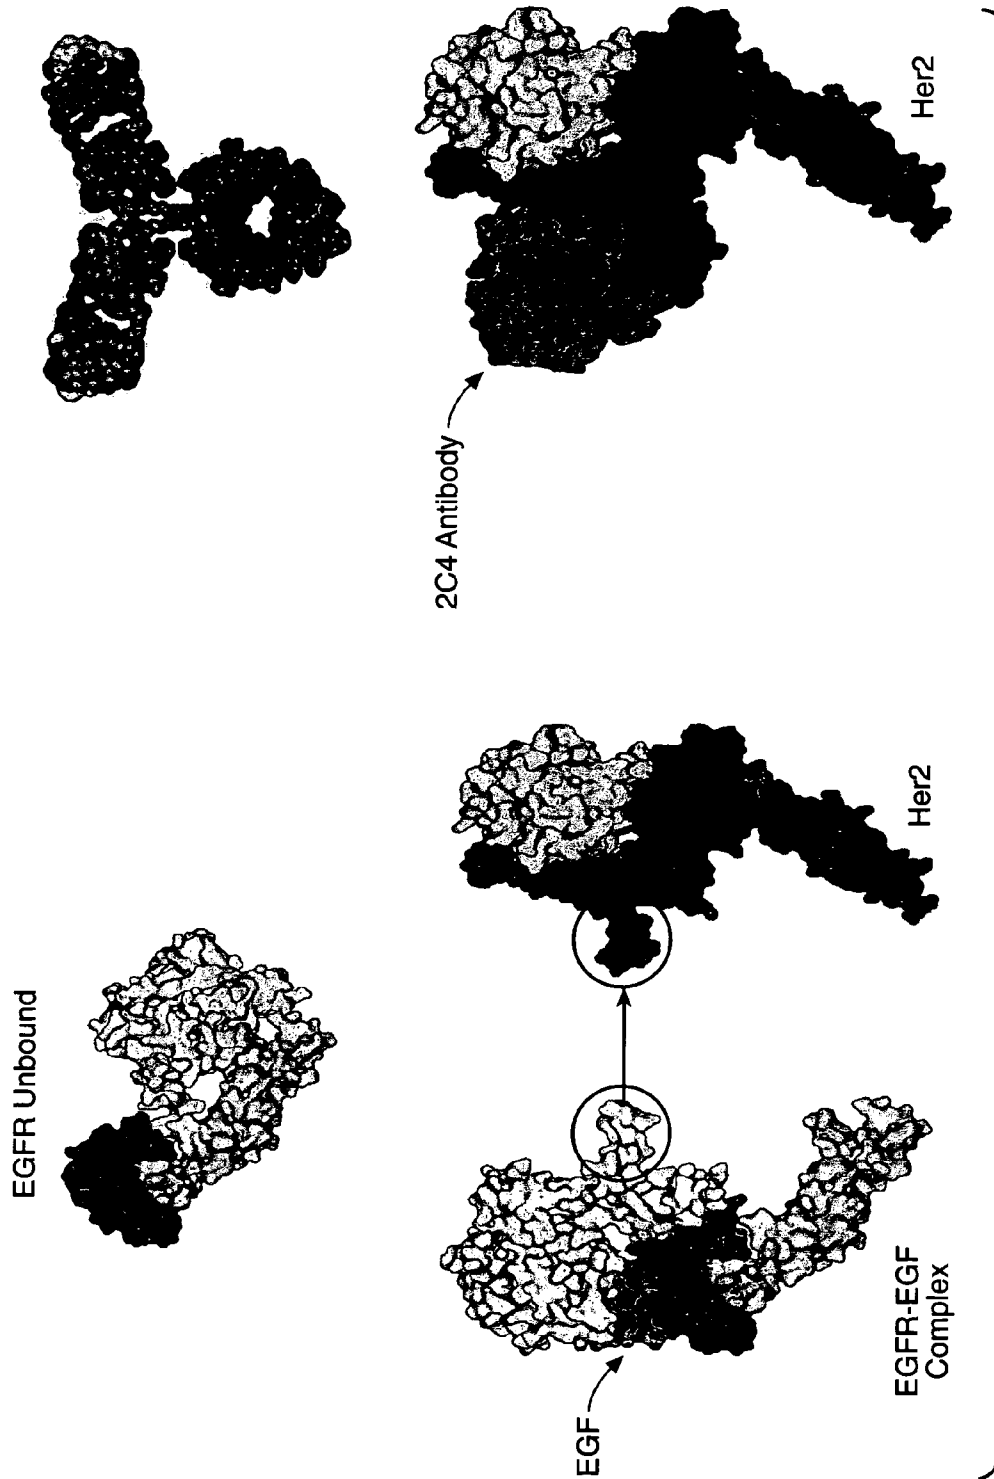 EGFR Unbound
EGF
EGFR-EGF
Complex
Her2
2C4 Antibody
Her2